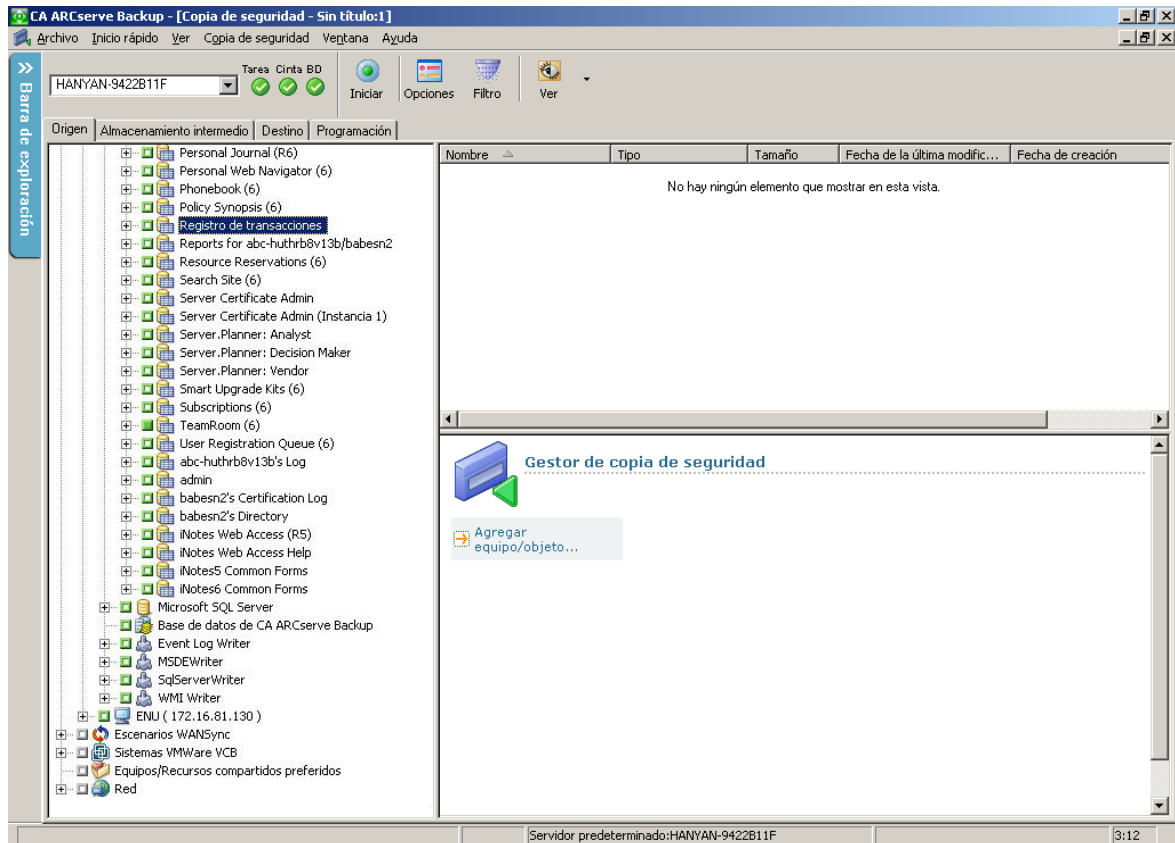 CA ARCserve Backup - [Copia de seguridad - Sin título:1]
Archivo Inicio rápido Ver Copia de seguridad Ventana Ayuda
Barra de exploración
HANYAN-9422B11F
Tarea Cinta BD
Iniciar
Opciones
Filtro
Ver
Origen Almacenamiento intermedio Destino Programación
Personal Journal (R6)
Personal Web Navigator (6)
Phonebook (6)
Policy Synopsis (6)
Registro de transacciones
Reports for abc-huthrb8v13b/babesn2
Resource Reservations (6)
Search Site (6)
Server Certificate Admin
Server Certificate Admin (Instancia 1)
Server.Planner: Analyst
Server.Planner: Decision Maker
Server.Planner: Vendor
Smart Upgrade Kits (6)
Subscriptions (6)
TeamRoom (6)
User Registration Queue (6)
abc-huthrb8v13b's Log
admin
babesn2's Certification Log
babesn2's Directory
iNotes Web Access (R5)
iNotes Web Access Help
iNotes5 Common Forms
iNotes6 Common Forms
Microsoft SQL Server
Base de datos de CA ARCserve Backup
Event Log Writer
MSDEWriter
SqlServerWriter
WMI Writer
ENU ( 172.16.81.130 )
Escenarios WANSync
Sistemas VMWare VCB
Equipos/Recursos compartidos preferidos
Red
Nombre Tipo Tamaño Fecha de la última modific... Fecha de creación
No hay ningún elemento que mostrar en esta vista.
Gestor de copia de seguridad
Agregar
equipo/objeto...
Servidor predeterminado:HANYAN-9422B11F
3:12